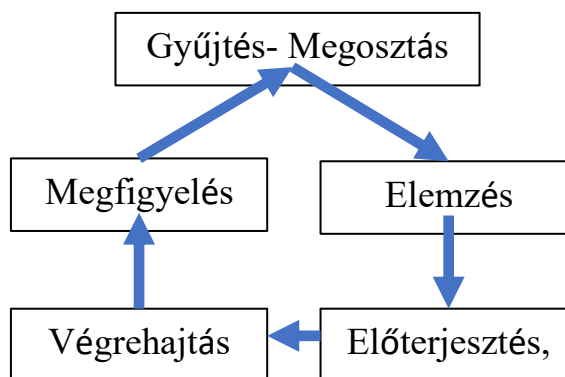 Gyűjtés- Megosztás
Megfigyelés
Elemzés
Végrehajtás
Előterjesztés,